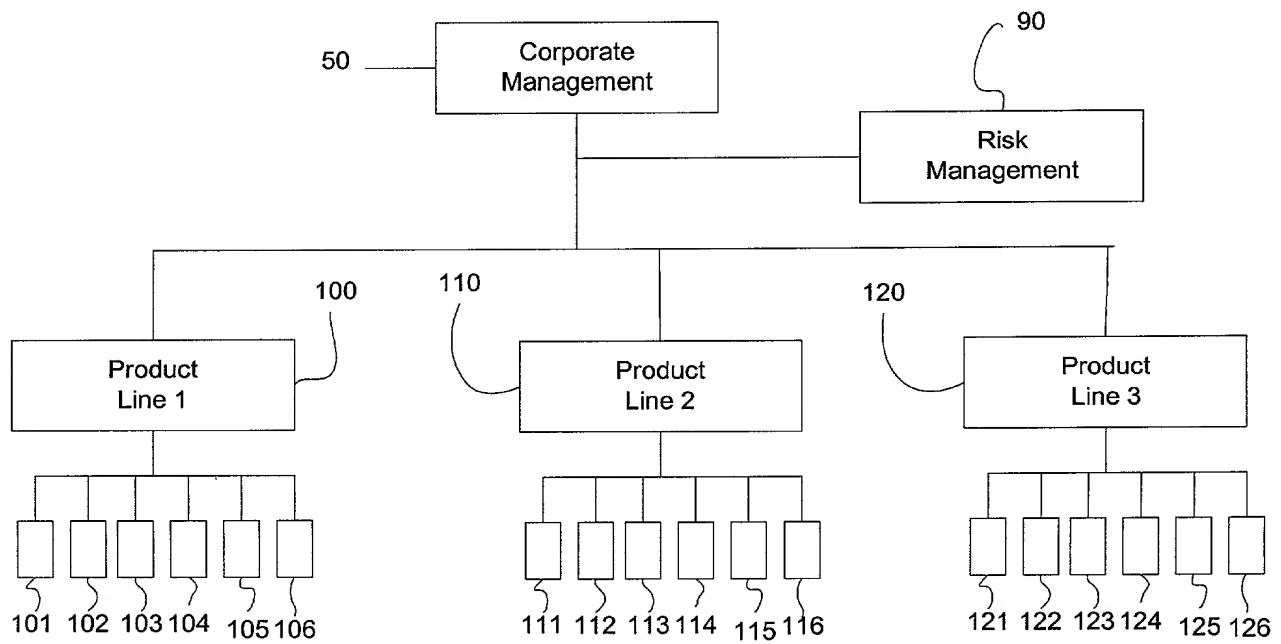 90
50
Corporate
Management
Risk
Management
100
110
120
Product
Line 1
Product
Line 2
Product
Line 3
101 102 103 104 105 106
111 112 113 114 115 116
121 122 123 124 125 126